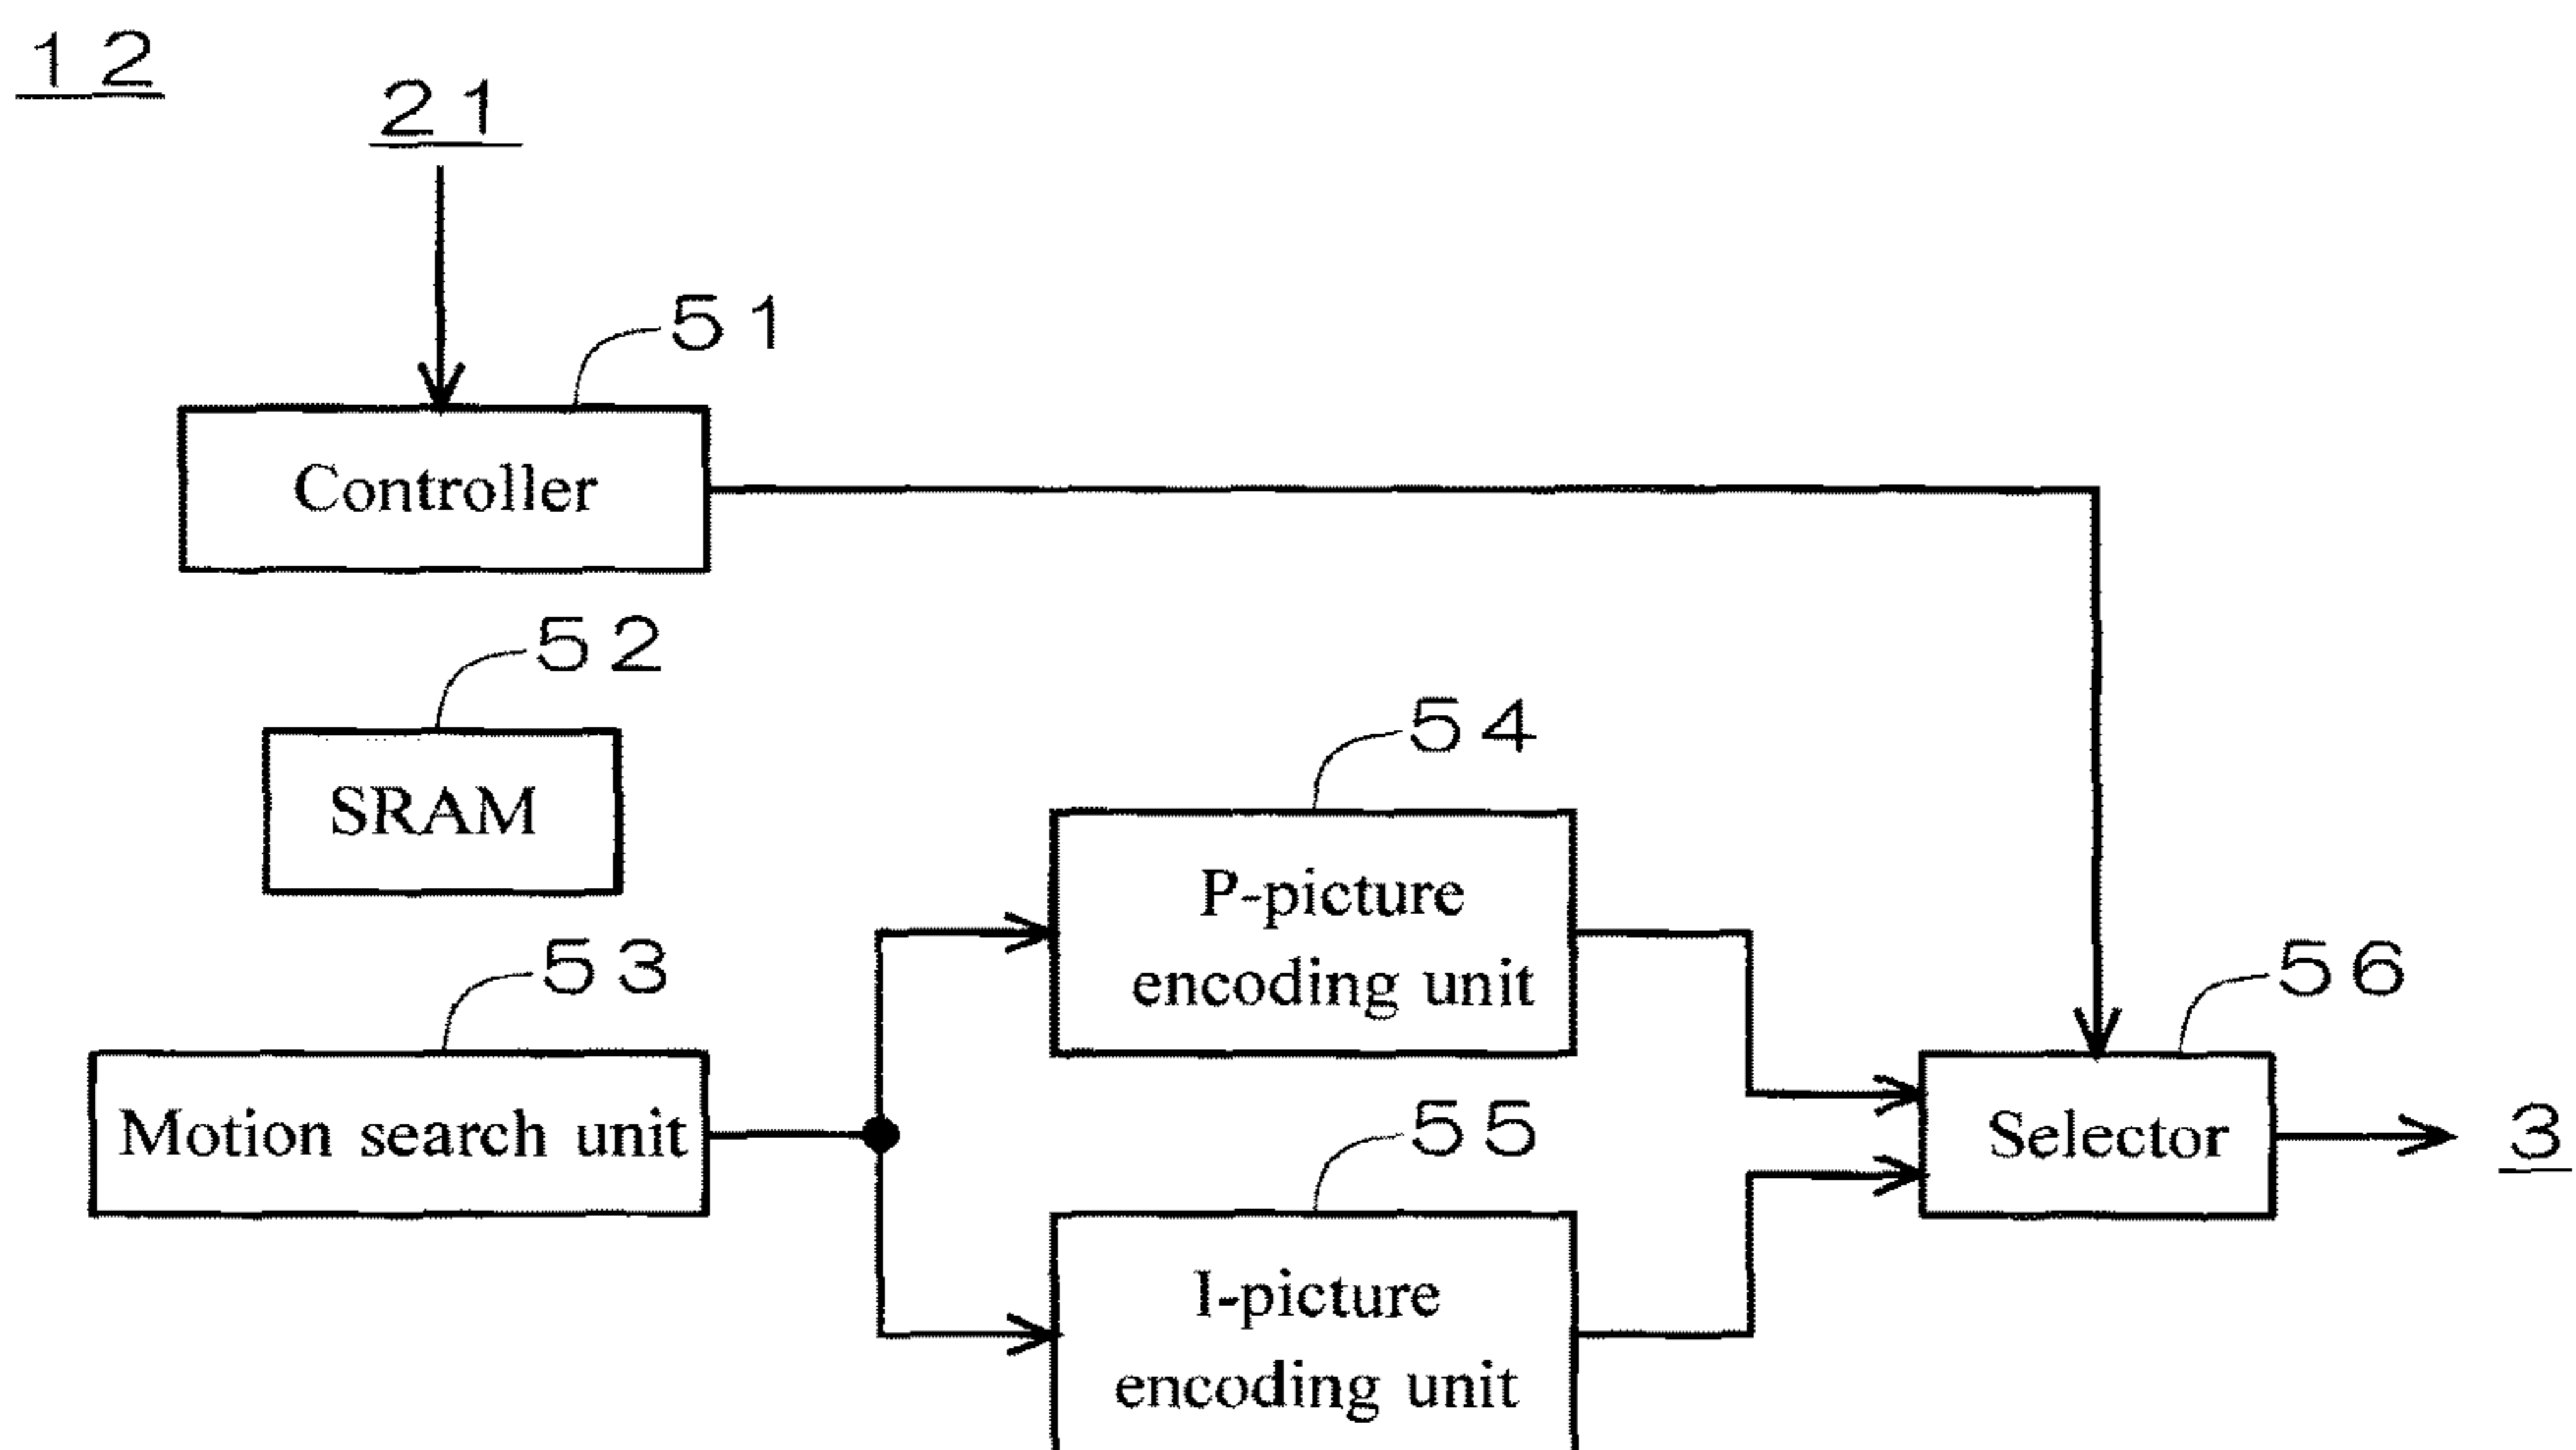 12
21
51
Controller
52
SRAM
54
P-picture
encoding unit
53
Motion search unit
56
Selector
3
55
I-picture
encoding unit